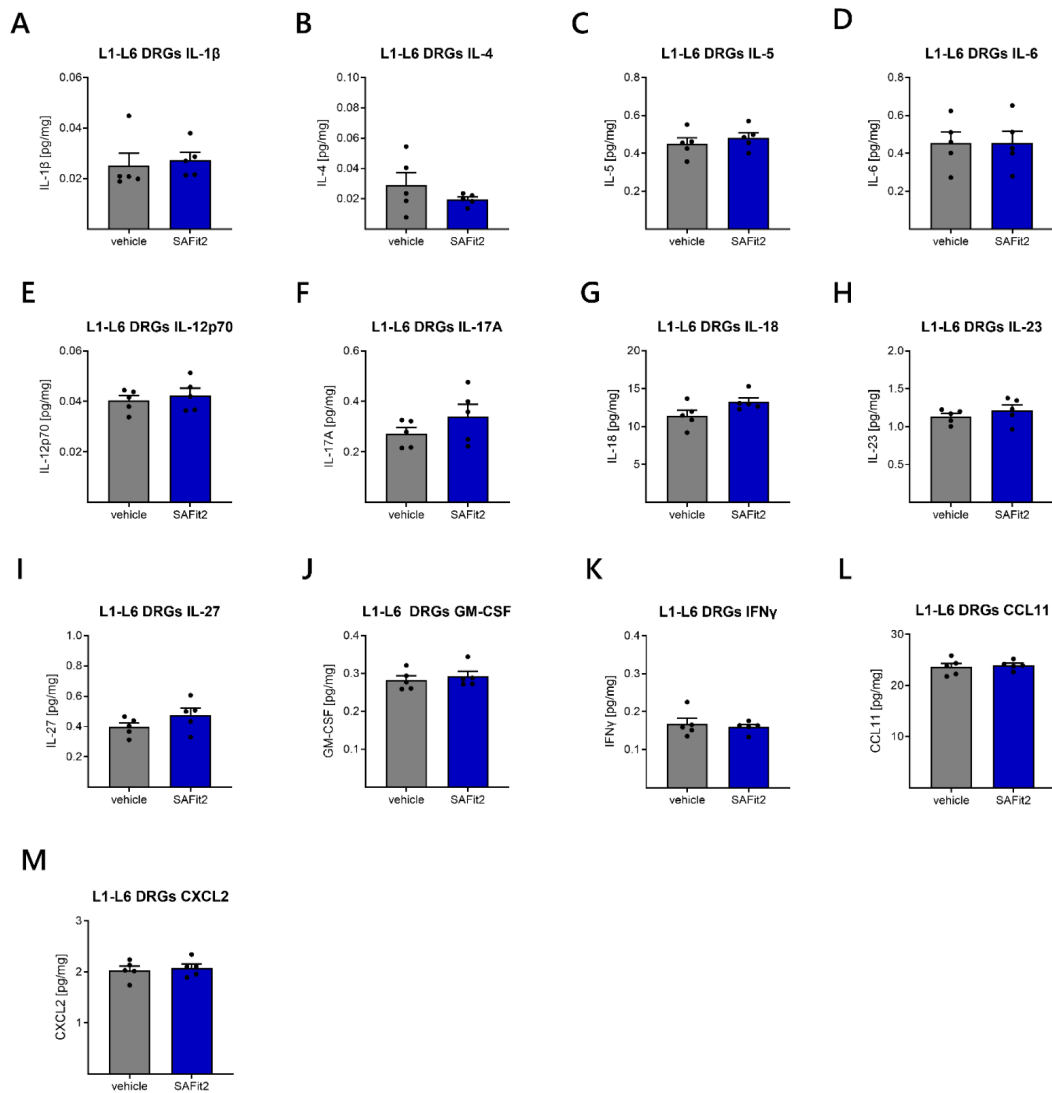 A
L1-L6 DRGs IL-1β
IL-1β [pg/mg]
0.06
0.04
0.02
vehicle SAFit2
B
L1-L6 DRGs IL-4
IL-4 [pg/mg]
0.10
0.08
0.06
0.04
0.02
vehicle SAFit2
C
L1-L6 DRGs IL-5
IL-5 [pg/mg]
0.8
0.6
0.4
0.2
vehicle SAFit2
D
L1-L6 DRGs IL-6
IL-6 [pg/mg]
0.8
0.6
0.4
0.2
vehicle SAFit2
E
L1-L6 DRGs IL-12p70
IL-12p70 [pg/mg]
0.06
0.04
0.02
vehicle SAFit2
F
L1-L6 DRGs IL-17A
IL-17A [pg/mg]
0.6
0.4
0.2
vehicle SAFit2
G
L1-L6 DRGs IL-18
IL-18 [pg/mg]
20
15
10
5
vehicle SAFit2
H
L1-L6 DRGs IL-23
IL-23 [pg/mg]
2.0
1.5
1.0
0.5
vehicle SAFit2
I
L1-L6 DRGs IL-27
IL-27 [pg/mg]
1.0
0.8
0.6
0.4
0.2
vehicle SAFit2
J
L1-L6 DRGs GM-CSF
GM-CSF [pg/mg]
0.4
0.3
0.2
0.1
vehicle SAFit2
K
L1-L6 DRGs IFNγ
IFNγ [pg/mg]
0.4
0.3
0.2
0.1
vehicle SAFit2
L
L1-L6 DRGs CCL11
CCL11 [pg/mg]
30
20
10
vehicle SAFit2
M
L1-L6 DRGs CXCL2
CXCL2 [pg/mg]
3
2
1
vehicle SAFit2